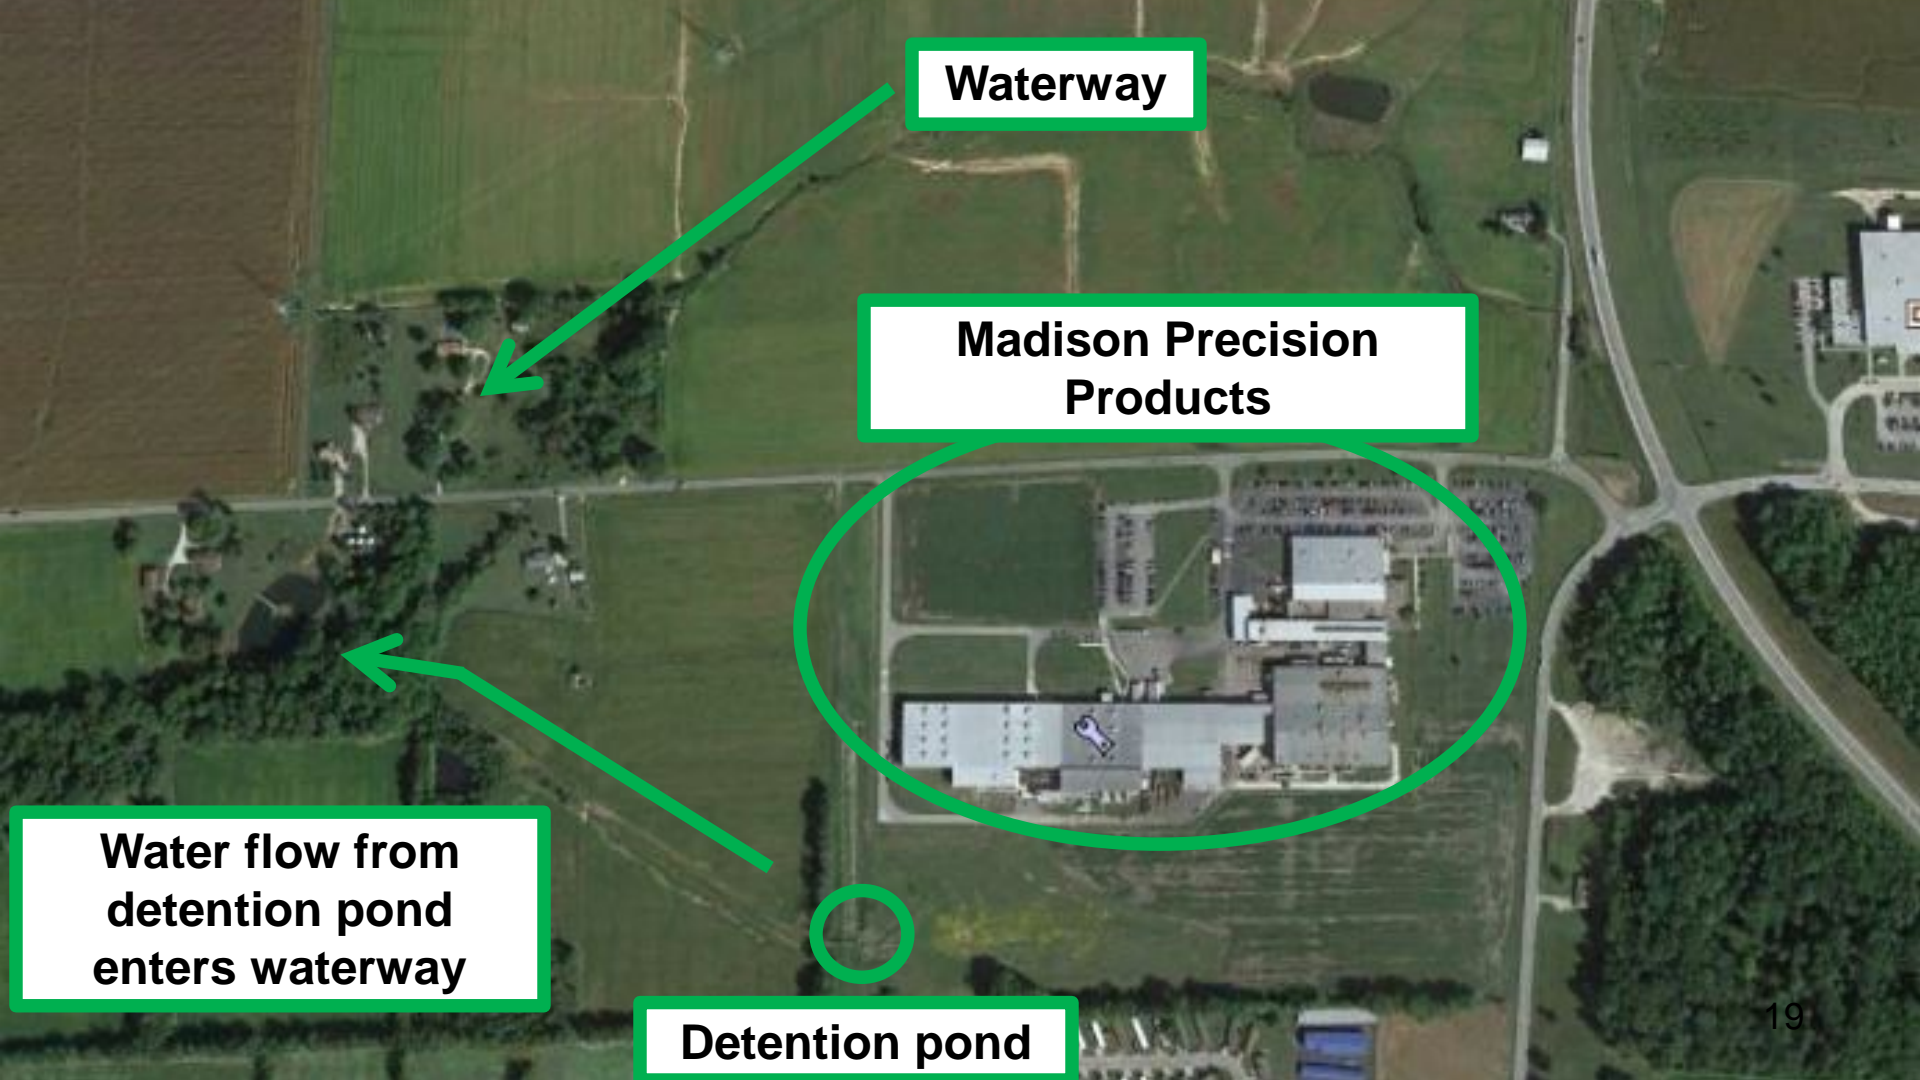 Waterway
Madison Precision
Products
Water flow from
detention pond
enters waterway
Detention pond
19